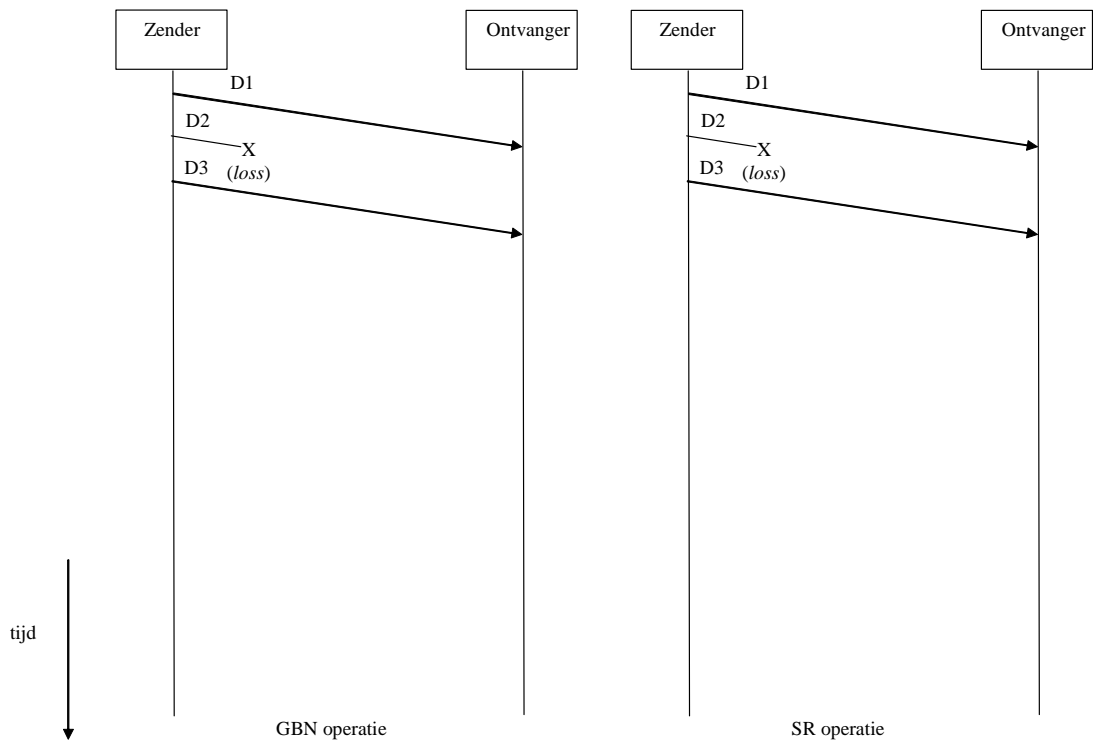 Zender
Ontvanger
D1
D2
X
D3
(loss)
Zender
Ontvanger
D1
D2
X
D3
(loss)
tijd
GBN operatie
SR operatie